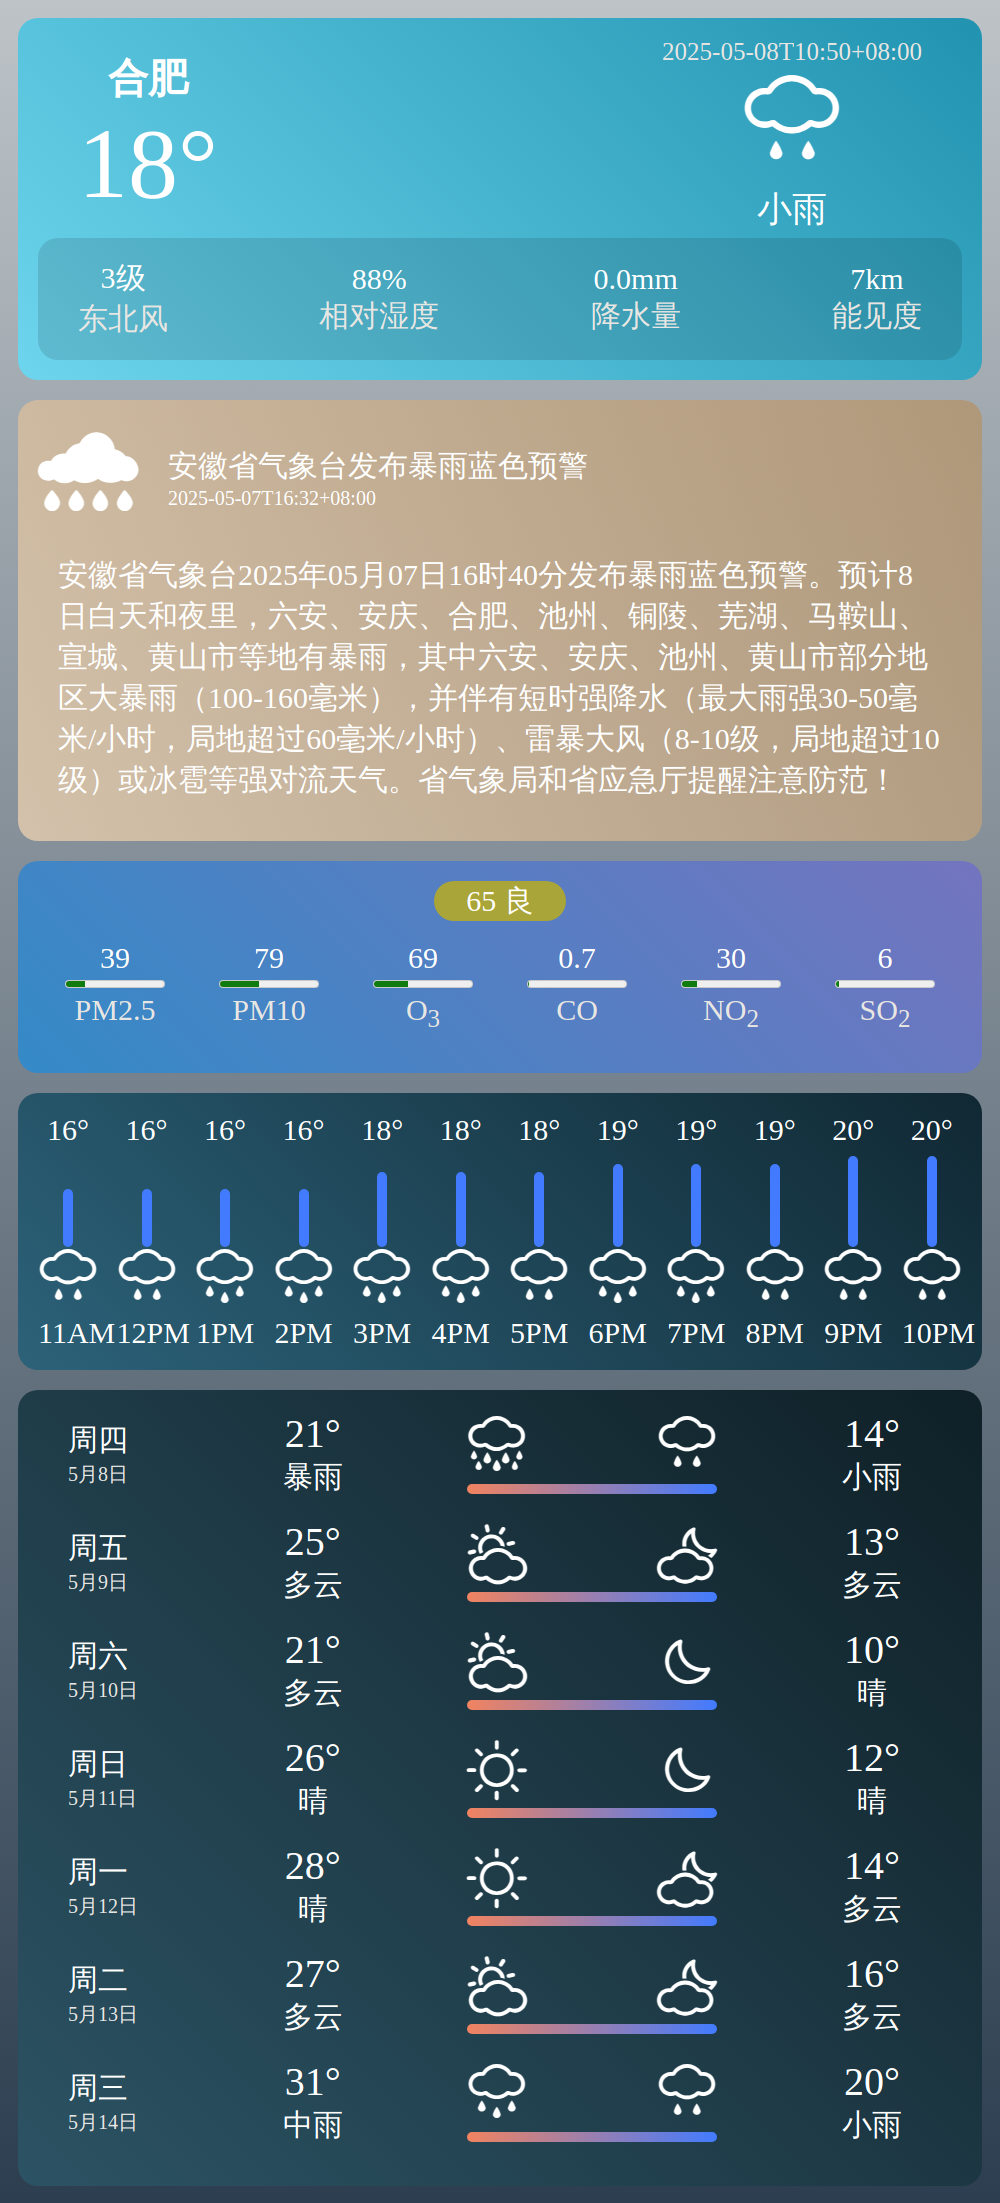 合肥
18°
2025-05-08T10:50+08:00
小雨
3级 88% 0.0mm 7km
东北风 相对湿度 降水量 能见度
安徽省气象台发布暴雨蓝色预警
2025-05-07T16:32+08:00
安徽省气象台2025年05月07日16时40分发布暴雨蓝色预警。预计8
日白天和夜里，六安、安庆、合肥、池州、铜陵、芜湖、马鞍山、
宣城、黄山市等地有暴雨，其中六安、安庆、池州、黄山市部分地
区大暴雨（100-160毫米），并伴有短时强降水（最大雨强30-50毫
米/小时，局地超过60毫米/小时）、雷暴大风（8-10级，局地超过10
级）或冰雹等强对流天气。省气象局和省应急厅提醒注意防范！
65 良
39 79 69 0.7 30 6
PM2.5 PM10 O3 CO NO2 SO2
16° 16° 16° 16° 18° 18° 18° 19° 19° 19° 20° 20°
11AM 12PM 1PM 2PM 3PM 4PM 5PM 6PM 7PM 8PM 9PM 10PM
周四 21° 14°
5月8日 暴雨 小雨
周五 25° 13°
5月9日 多云 多云
周六 21° 10°
5月10日 多云 晴
周日 26° 12°
5月11日 晴 晴
周一 28° 14°
5月12日 晴 多云
周二 27° 16°
5月13日 多云 多云
周三 31° 20°
5月14日 中雨 小雨